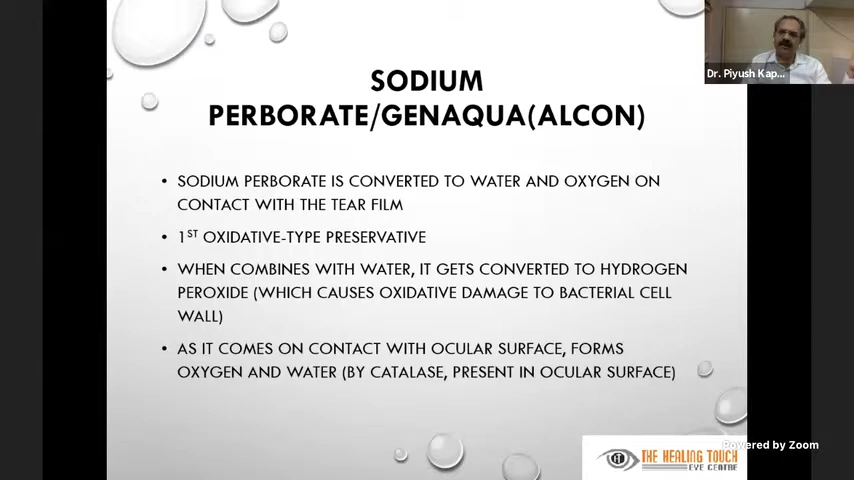 Dr. Piyush Kap...
SODIUM
PERBORATE/GENAQUA(ALCON)
• SODIUM PERBORATE IS CONVERTED TO WATER AND OXYGEN ON
CONTACT WITH THE TEAR FILM
• 1ST OXIDATIVE-TYPE PRESERVATIVE
• WHEN COMBINES WITH WATER, IT GETS CONVERTED TO HYDROGEN
PEROXIDE (WHICH CAUSES OXIDATIVE DAMAGE TO BACTERIAL CELL
WALL)
• AS IT COMES ON CONTACT WITH OCULAR SURFACE, FORMS
OXYGEN AND WATER (BY CATALASE, PRESENT IN OCULAR SURFACE)
Powered by Zoom
THE HEALING TOUCH
EYE CENTRE